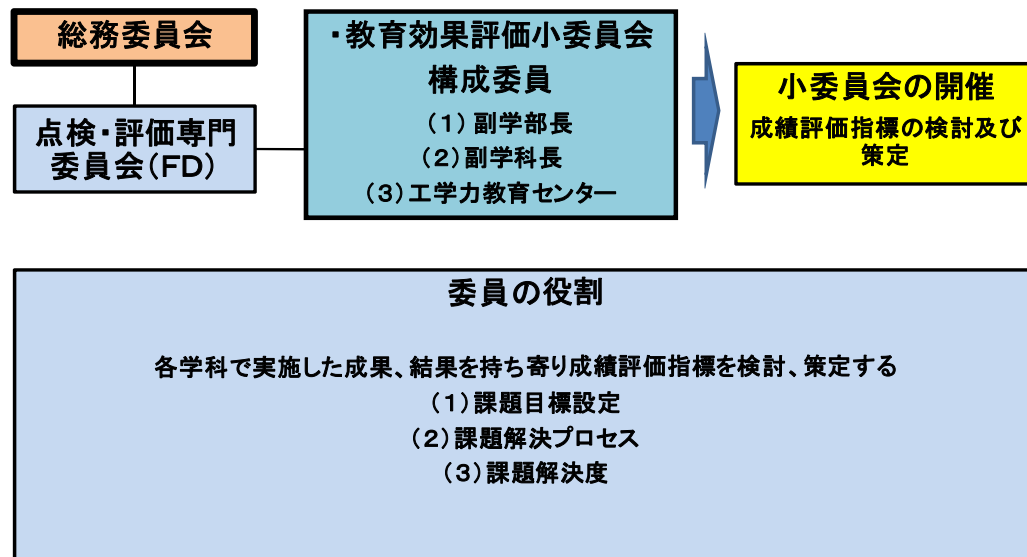 総務委員会
点検・評価専門
委員会(FD)
・教育効果評価小委員会
構成委員
(1)副学部長
(2)副学科長
(3)工学力教育センター
小委員会の開催
成績評価指標の検討及び
策定
委員の役割
各学科で実施した成果、結果を持ち寄り成績評価指標を検討、策定する
(1)課題目標設定
(2)課題解決プロセス
(3)課題解決度